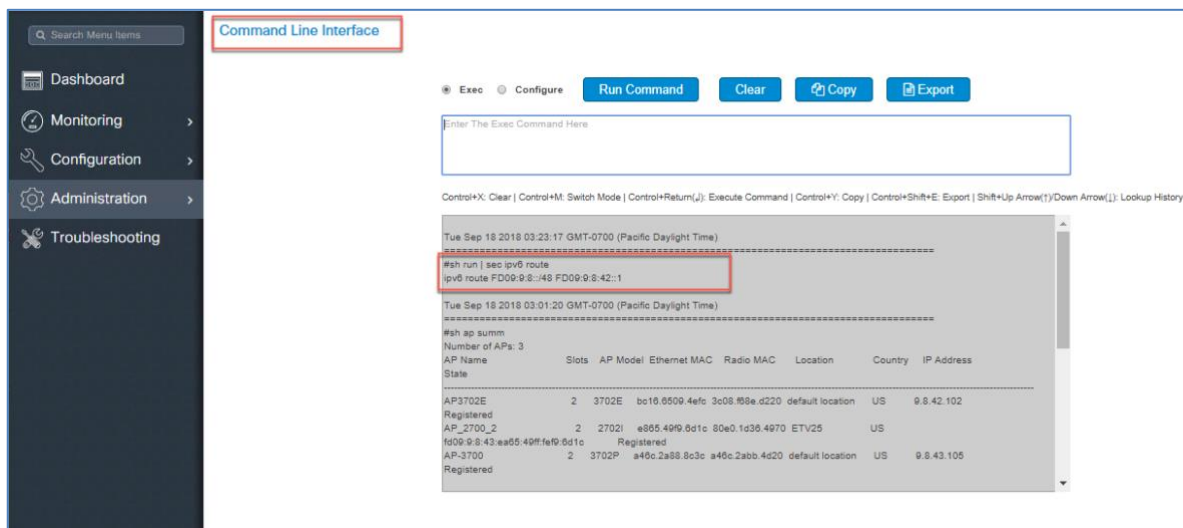 Search Menu Items
Command Line Interface
Dashboard
Monitoring
Configuration
Administration
Troubleshooting
Exec Configure Run Command Clear Copy Export
Enter The Exec Command Here
Control+X: Clear | Control+M: Switch Mode | Control+Return(↲): Execute Command | Control+Y: Copy | Control+Shift+E: Export | Shift+Up Arrow(↑)/Down Arrow(↓): Lookup History
Tue Sep 18 2018 03:23:17 GMT-0700 (Pacific Daylight Time)
=====================================================================================
#sh run | sec ipv6 route
ipv6 route FD09:9:8::/48 FD09:9:8:42::1
Tue Sep 18 2018 03:01:20 GMT-0700 (Pacific Daylight Time)
=====================================================================================
#sh ap summ
Number of APs: 3
AP Name Slots AP Model Ethernet MAC Radio MAC Location Country IP Address
State
AP3702E 2 3702E bc16.6509.4efc 3c08.f68e.d220 default location US 9.8.42.102
Registered
AP_2700_2 2 2702I e865.49f9.6d1c 80e0.1d36.4970 ETV25 US
fd09:9:8:43:ea65:49ff:fef9:6d1c Registered
AP-3700 2 3702P a46c.2a88.8c3c a46c.2abb.4d20 default location US 9.8.43.105
Registered